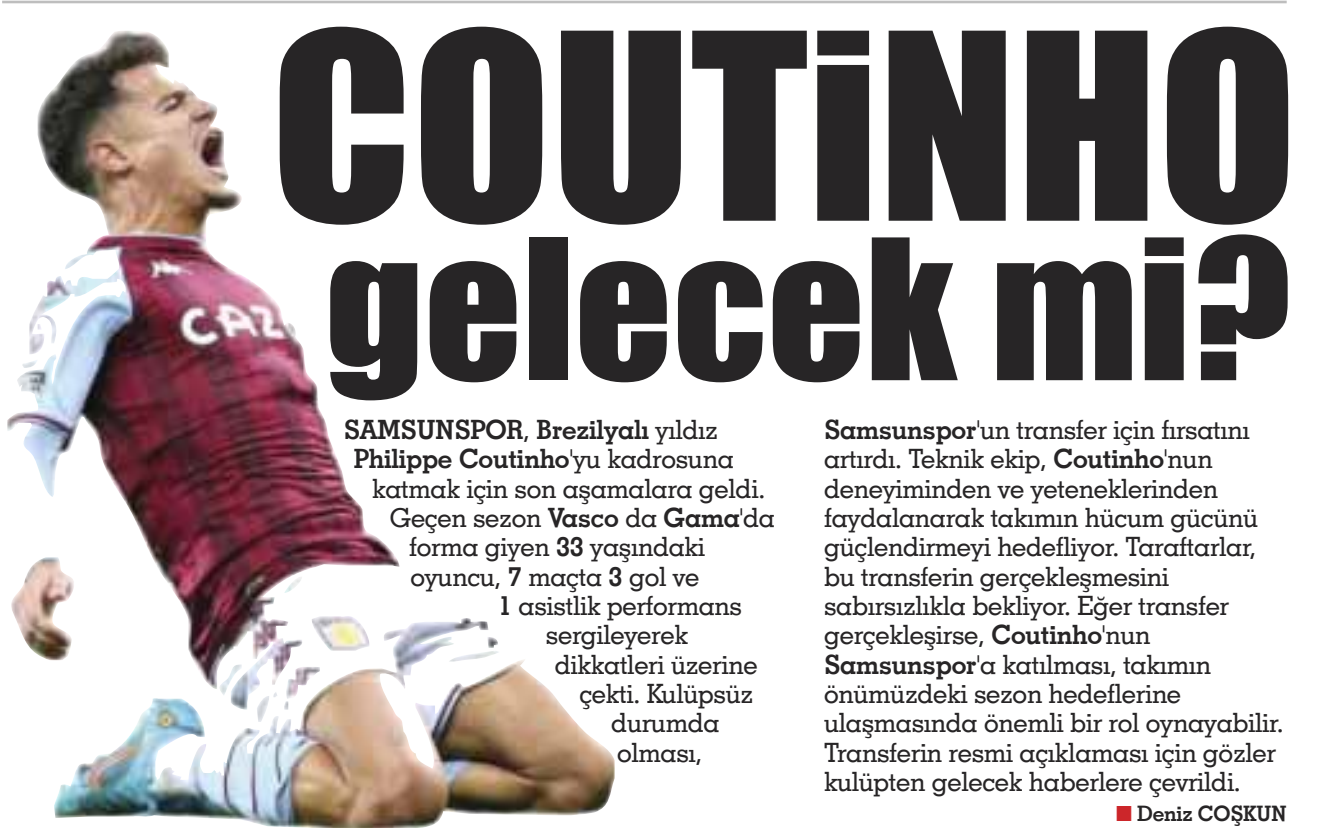 COUTiNHO
gelecek mi?
CAZ
SAMSUNSPOR, Brezilyalı yıldız
Philippe Coutinho'yu kadrosuna
katmak için son aşamalara geldi.
Geçen sezon Vasco da Gama'da
forma giyen 33 yaşındaki
oyuncu, 7 maçta 3 gol ve
1 asistlik performans
sergileyerek
dikkatleri üzerine
çekti. Kulüpsüz
durumda
olması,
Samsunspor'un transfer için fırsatını
artırdı. Teknik ekip, Coutinho'nun
deneyiminden ve yeteneklerinden
faydalanarak takımın hücum gücünü
güçlendirmeyi hedefliyor. Taraftarlar,
bu transferin gerçekleşmesini
sabırsızlıkla bekliyor. Eğer transfer
gerçekleşirse, Coutinho'nun
Samsunspor'a katılması, takımın
önümüzdeki sezon hedeflerine
ulaşmasında önemli bir rol oynayabilir.
Transferin resmi açıklaması için gözler
kulüpten gelecek haberlere çevrildi.
Deniz COŞKUN